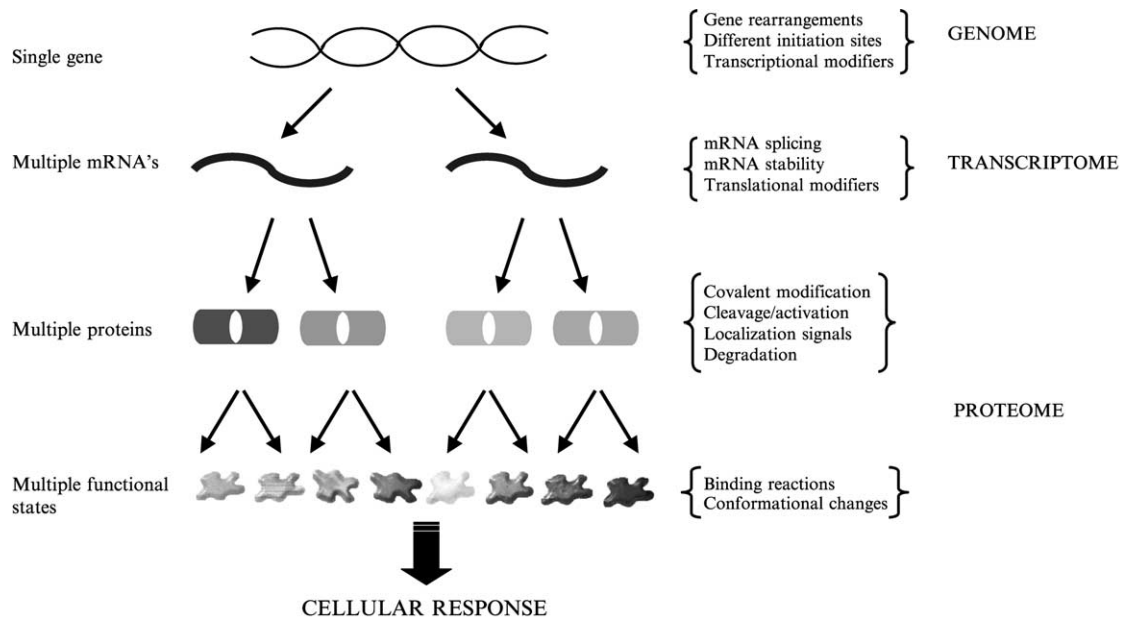 Single gene
Gene rearrangements
Different initiation sites
Transcriptional modifiers
GENOME
Multiple mRNA's
mRNA splicing
mRNA stability
Translational modifiers
TRANSCRIPTOME
Multiple proteins
Covalent modification
Cleavage/activation
Localization signals
Degradation
PROTEOME
Multiple functional
states
Binding reactions
Conformational changes
CELLULAR RESPONSE